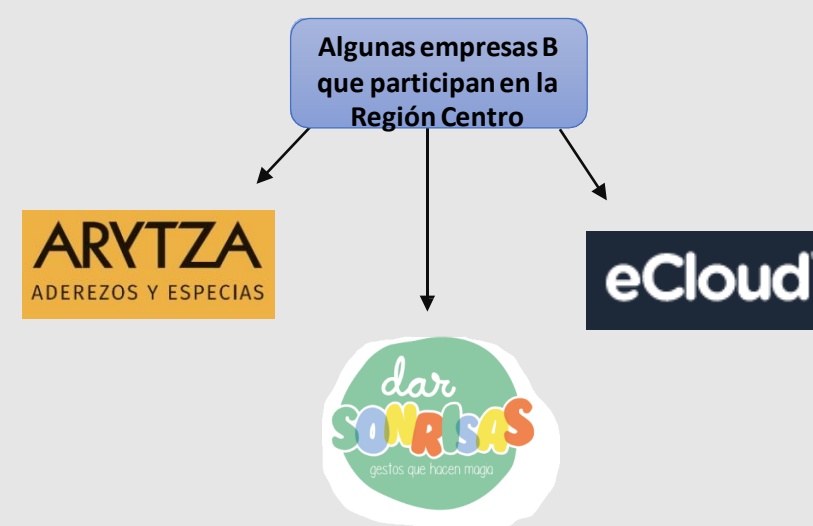 Algunas empresas B
que participan en la
Región Centro
ARYTZA
ADEREZOS Y ESPECIAS
eCloud
dar
SONRISAS
gestos que hacen magia